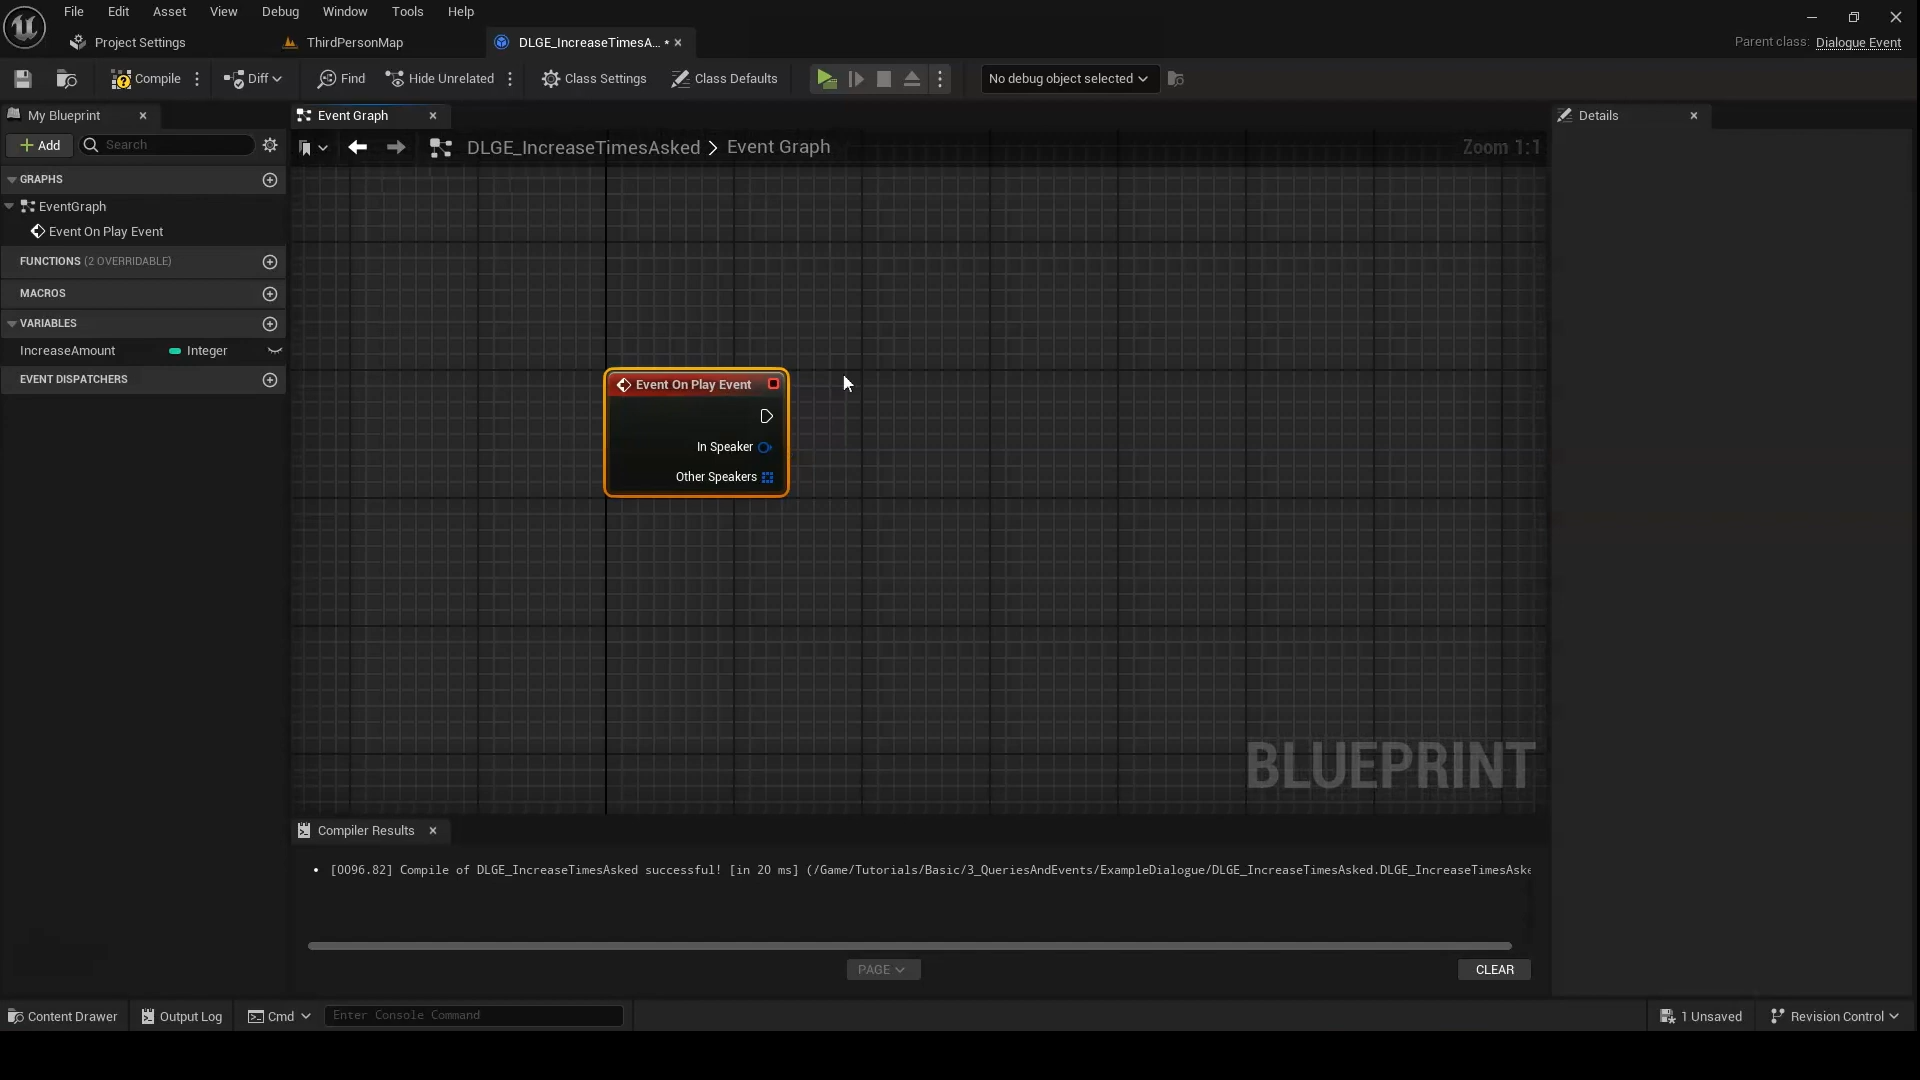 File Edit Asset View Debug Window Tools Help
Project Settings ThirdPersonMap DLGE_IncreaseTimesA... * Parent class: Dialogue Event
Compile Diff Find Hide Unrelated Class Settings Class Defaults No debug object selected
My Blueprint Event Graph Details
Add Search DLGE_IncreaseTimesAsked > Event Graph Zoom 1:1
GRAPHS
EventGraph
Event On Play Event
FUNCTIONS (2 OVERRIDABLE)
MACROS
VARIABLES
IncreaseAmount Integer
EVENT DISPATCHERS
Event On Play Event
In Speaker
Other Speakers
BLUEPRINT
Compiler Results
• [0096.82] Compile of DLGE_IncreaseTimesAsked successful! [in 20 ms] (/Game/Tutorials/Basic/3_QueriesAndEvents/ExampleDialogue/DLGE_IncreaseTimesAsked.DLGE_IncreaseTimesAske
PAGE CLEAR
Content Drawer Output Log Cmd Enter Console Command 1 Unsaved Revision Control